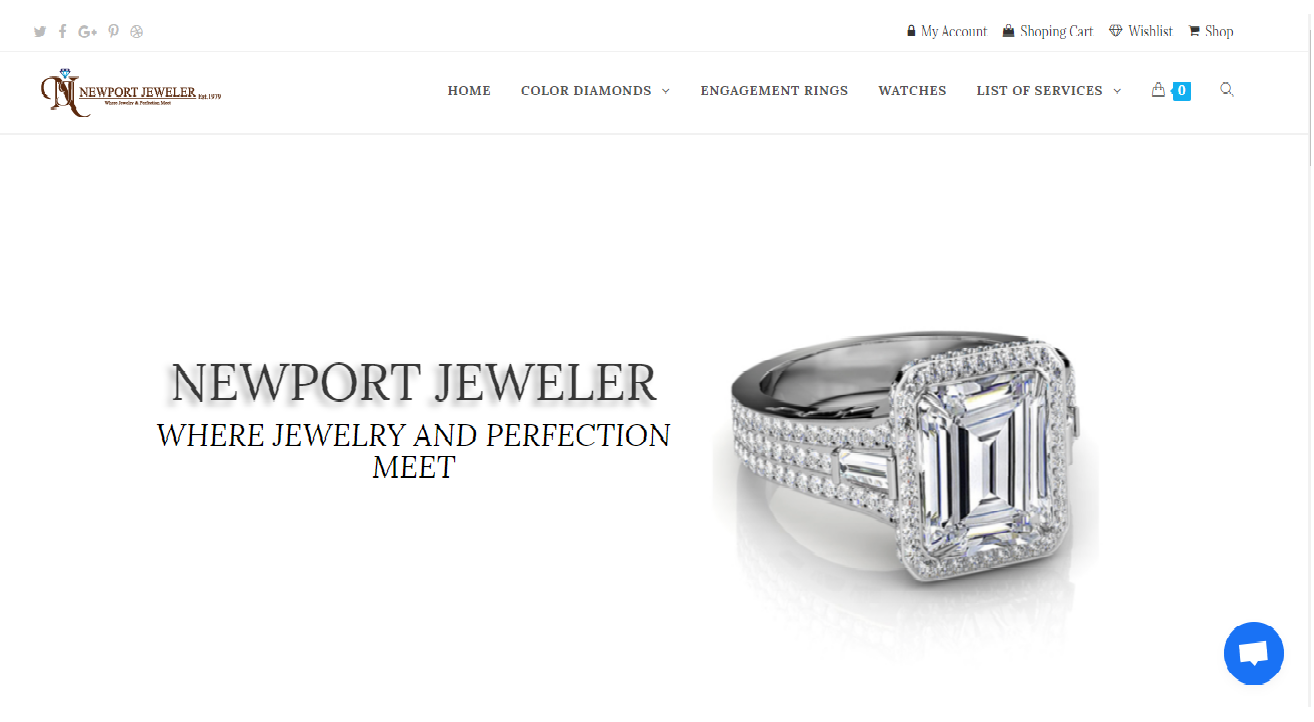 My Account Shoping Cart Wishlist Shop
NEWPORT JEWELER Est.1979
Where Jewelry & Perfection Meet
HOME COLOR DIAMONDS ENGAGEMENT RINGS WATCHES LIST OF SERVICES 0
NEWPORT JEWELER
WHERE JEWELRY AND PERFECTION
MEET